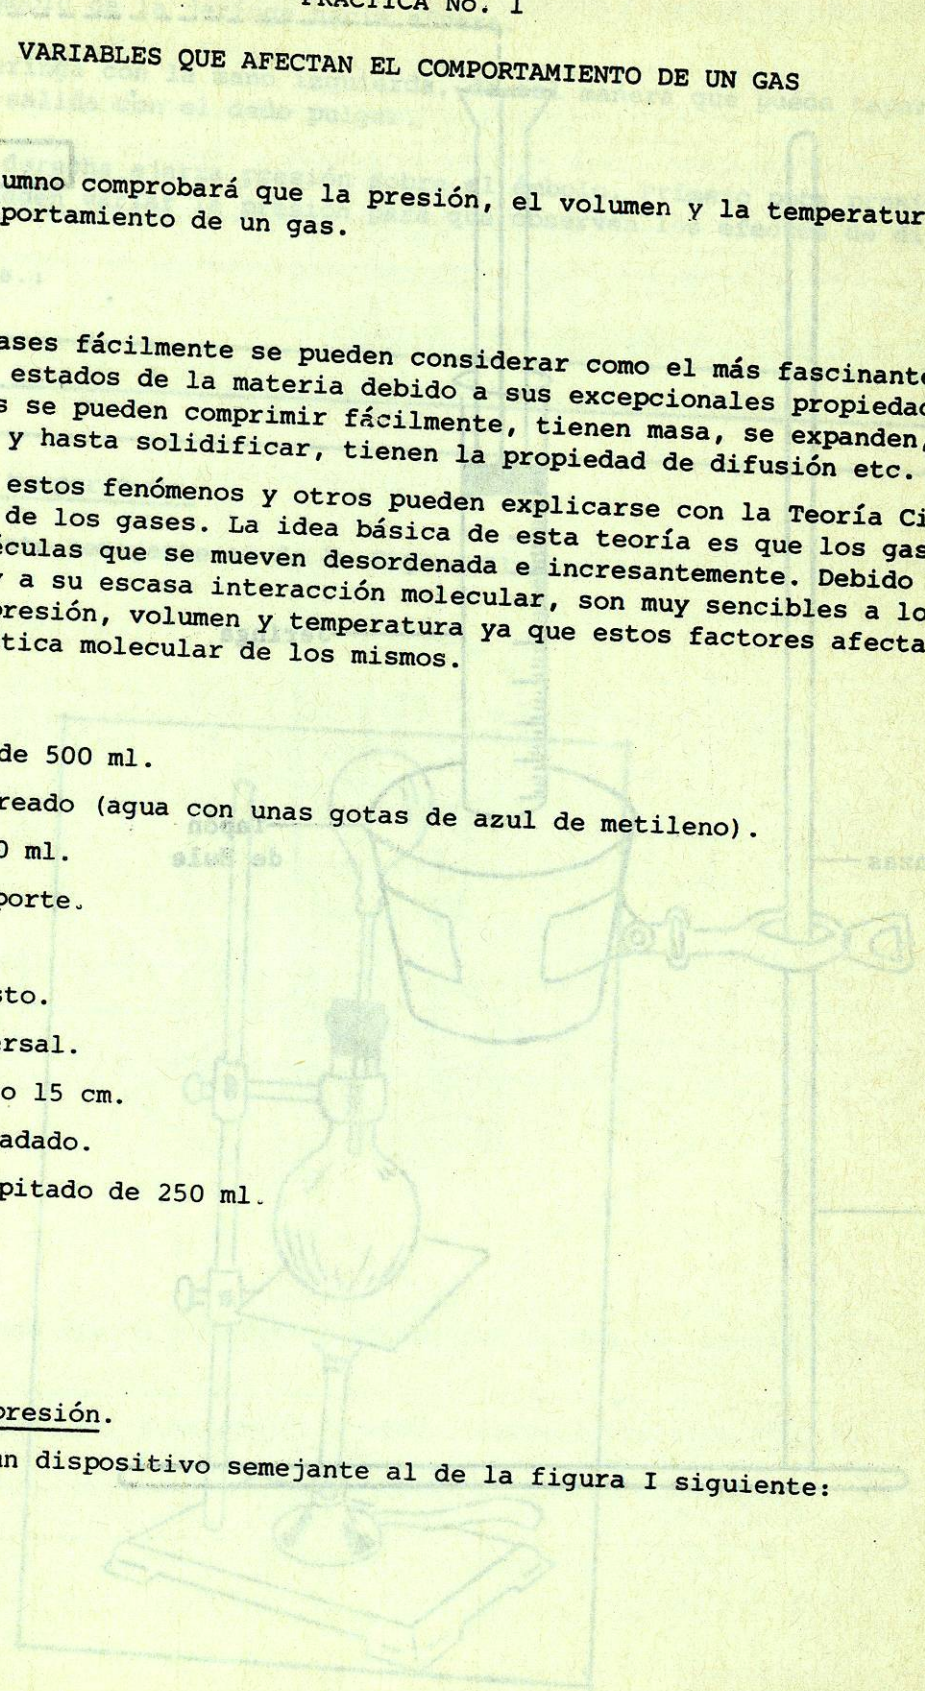 PRACTICA No. 1
VARIABLES QUE AFECTAN EL COMPORTAMIENTO DE UN GAS
umno comprobará que la presión, el volumen y la temperatur
portamiento de un gas.
ases fácilmente se pueden considerar como el más fascinant
estados de la materia debido a sus excepcionales propieda
s se pueden comprimir fácilmente, tienen masa, se expanden,
y hasta solidificar, tienen la propiedad de difusión etc.
estos fenómenos y otros pueden explicarse con la Teoría Ci
de los gases. La idea básica de esta teoría es que los gas
éculas que se mueven desordenada e incresantemente. Debido
y a su escasa interacción molecular, son muy sencibles a lo
presión, volumen y temperatura ya que estos factores afecta
tica molecular de los mismos.
de 500 ml.
reado (agua con unas gotas de azul de metileno).
0 ml.
porte.
sto.
ersal.
o 15 cm.
adado.
pitado de 250 ml.
presión.
un dispositivo semejante al de la figura I siguiente: